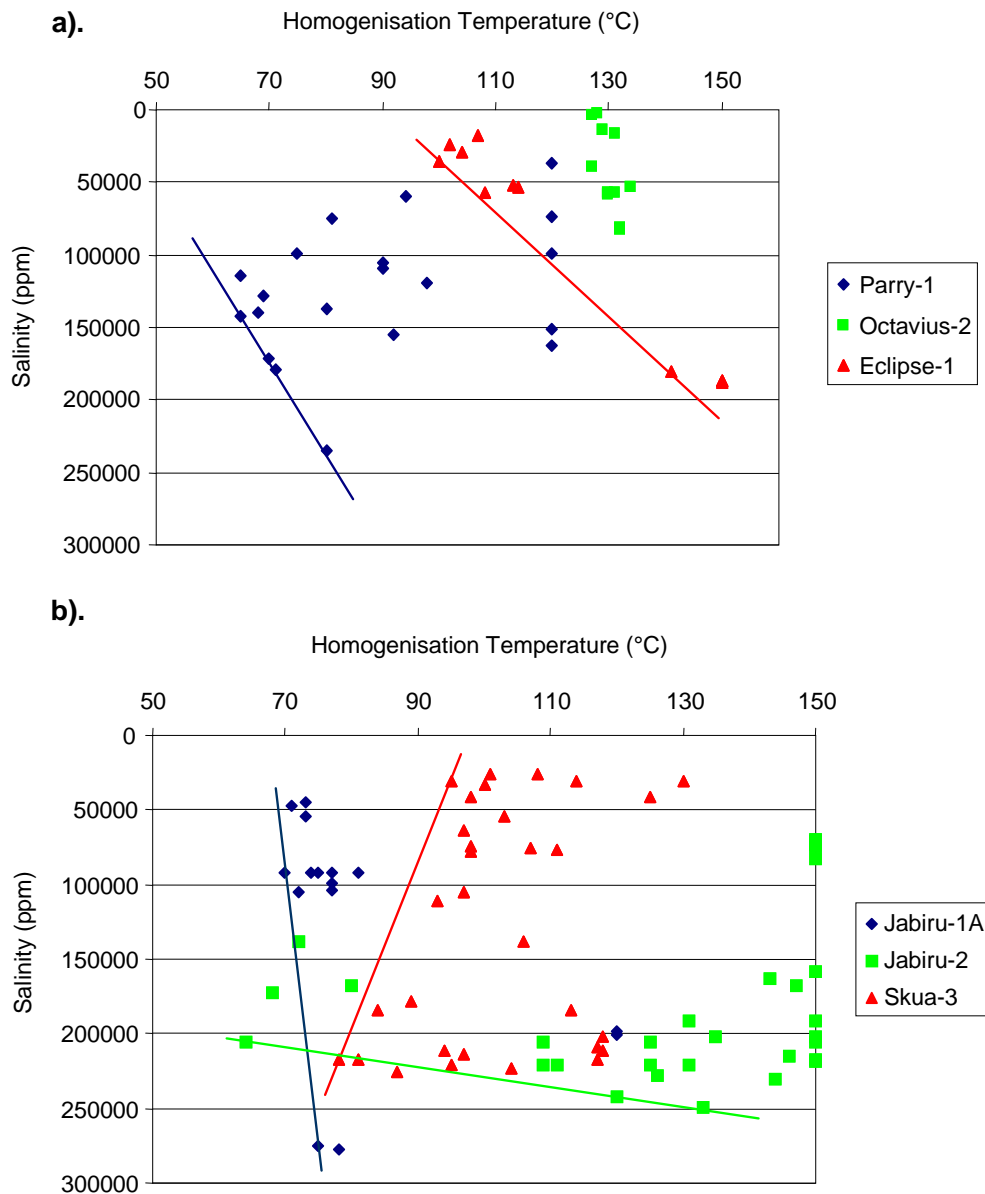 a).
Homogenisation Temperature (°C)
50 70 90 110 130 150
0
50000
100000
150000
200000
250000
300000
Salinity (ppm)
Parry-1
Octavius-2
Eclipse-1
b).
Homogenisation Temperature (°C)
50 70 90 110 130 150
0
50000
100000
150000
200000
250000
300000
Salinity (ppm)
Jabiru-1A
Jabiru-2
Skua-3